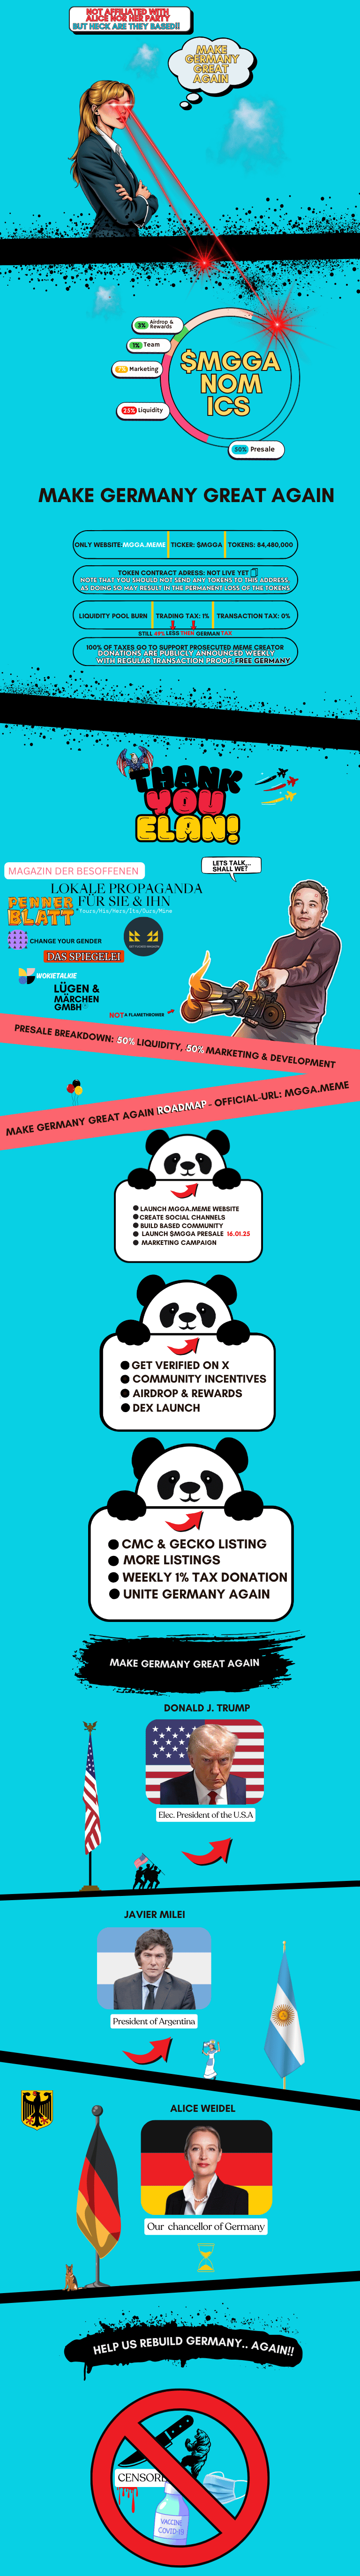 NOT AFFILIATED WITH
ALICE NOR HER PARTY
BUT HECK ARE THEY BASED!!
MAKE
GERMANY
GREAT
AGAIN
3% Airdrop &
Rewards
1% Team
Marketing
25% Liquidity
$MGGA
NOM
ICS
50% Presale
MAKE GERMANY GREAT AGAIN
ONLY WEBSITE MGGA.MEME TICKER: $MGGA TOKENS: 84,480,000
TOKEN CONTRACT ADRESS: NOT LIVE YET
NOTE THAT YOU SHOULD NOT SEND ANY TOKENS TO THIS ADDRESS,
AS DOING SO MAY RESULT IN THE PERMANENT LOSS OF THE TOKENS.
LIQUIDITY POOL BURN TRADING TAX: 1% TRANSACTION TAX: 0%
STILL 41% LESS THEN GERMAN TAX
100% OF TAXES GO TO SUPPORT PROSECUTED MEME CREATOR
DONATIONS ARE PUBLICLY ANNOUNCED WEEKLY
WITH REGULAR TRANSACTION PROOF. FREE GERMANY
THANK
YOU
ELAN!
LETS TALK...
SHALL WE?
MAGAZIN DER BESOFFENEN
LOKALE PROPAGANDA
FÜR SIE & IHN
Yours/His/Hers/Its/Ours/Mine
PENNER
BLATT
CHANGE YOUR GENDER
DAS SPIEGELEI
WOKIETALKIE
LÜGEN &
MÄRCHEN
GMBH
NOT A FLAMETHROWER
PRESALE BREAKDOWN: 50% LIQUIDITY, 50% MARKETING & DEVELOPMENT
MAKE GERMANY GREAT AGAIN ROADMAP - OFFICIAL-URL: MGGA.MEME
LAUNCH MGGA.MEME WEBSITE
CREATE SOCIAL CHANNELS
BUILD BASED COMMUNITY
LAUNCH $MGGA PRESALE 16.01.25
MARKETING CAMPAIGN
GET VERIFIED ON X
COMMUNITY INCENTIVES
AIRDROP & REWARDS
DEX LAUNCH
CMC & GECKO LISTING
MORE LISTINGS
WEEKLY 1% TAX DONATION
UNITE GERMANY AGAIN
MAKE GERMANY GREAT AGAIN
DONALD J. TRUMP
Elec. President of the U.S.A
JAVIER MILEI
President of Argentina
ALICE WEIDEL
Our chancellor of Germany
HELP US REBUILD GERMANY.. AGAIN!!
VACCINE
COVID-19